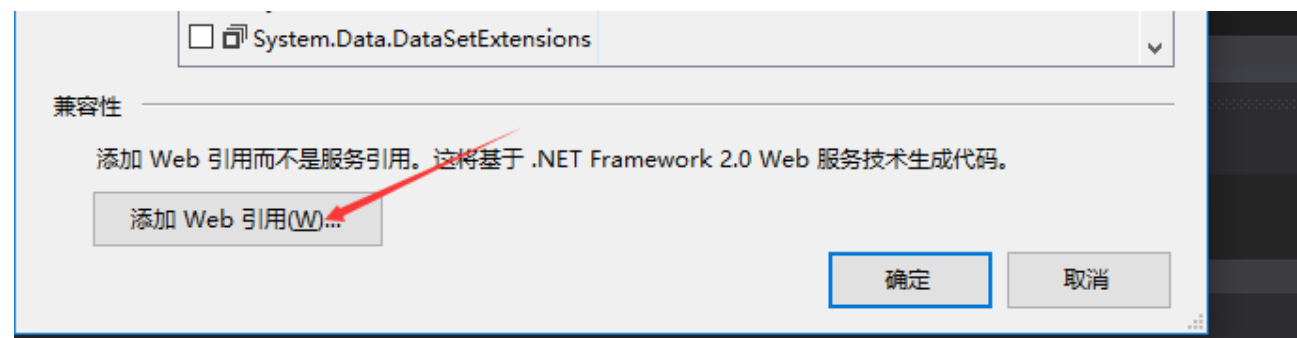 System.Data.DataSetExtensions
兼容性
添加 Web 引用而不是服务引用。这将基于 .NET Framework 2.0 Web 服务技术生成代码。
添加 Web 引用(W)...
确定
取消